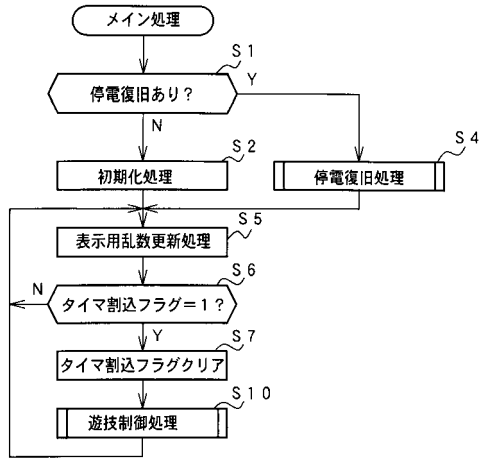 メイン処理
S1
停電復旧あり?
Y
N
S2
初期化処理
S4
停電復旧処理
S5
表示用乱数更新処理
S6
N
タイマ割込フラグ=1?
Y
S7
タイマ割込フラグクリア
S10
遊技制御処理